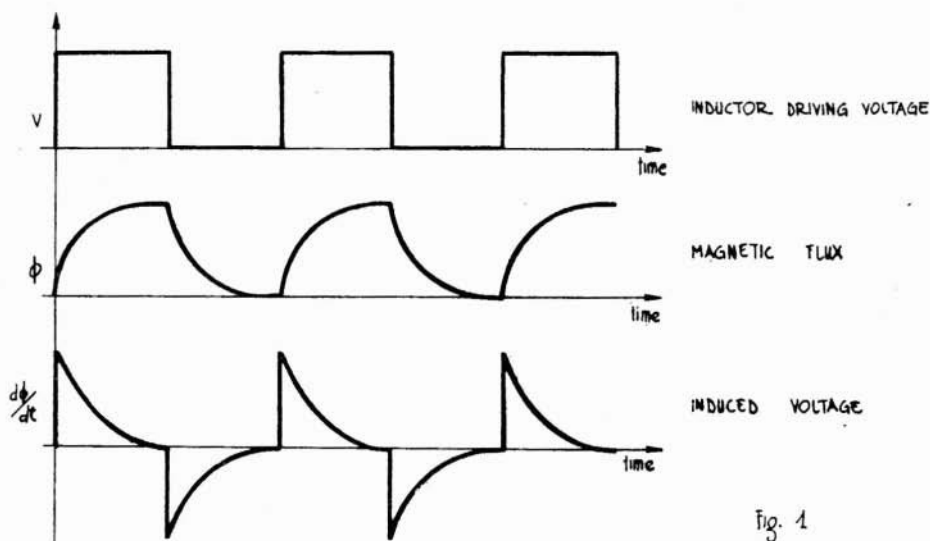 V
time
INDUCTOR DRIVING VOLTAGE
ϕ
time
MAGNETIC FLUX
dϕ/dt
time
INDUCED VOLTAGE
Fig. 1